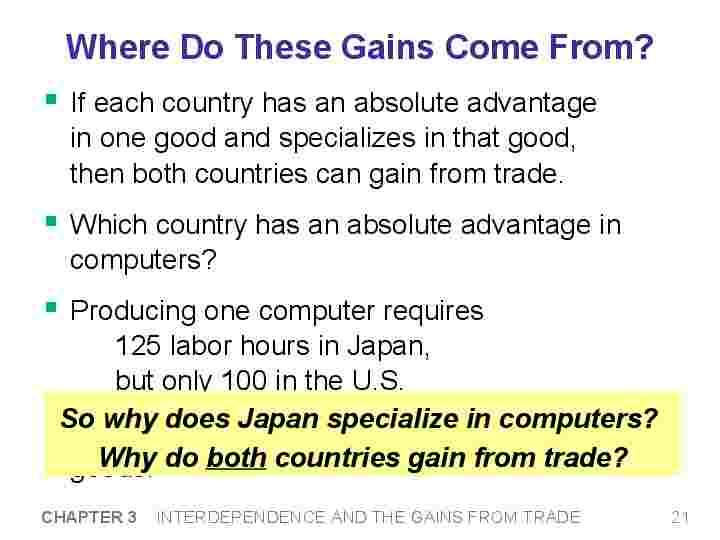 Where Do These Gains Come From?
If each country has an absolute advantage
in one good and specializes in that good,
then both countries can gain from trade.
Which country has an absolute advantage in
computers?
Producing one computer requires
125 labor hours in Japan,
but only 100 in the U.S.
So why does Japan specialize in computers?
Why do both countries gain from trade?
CHAPTER 3 INTERDEPENDENCE AND THE GAINS FROM TRADE 21